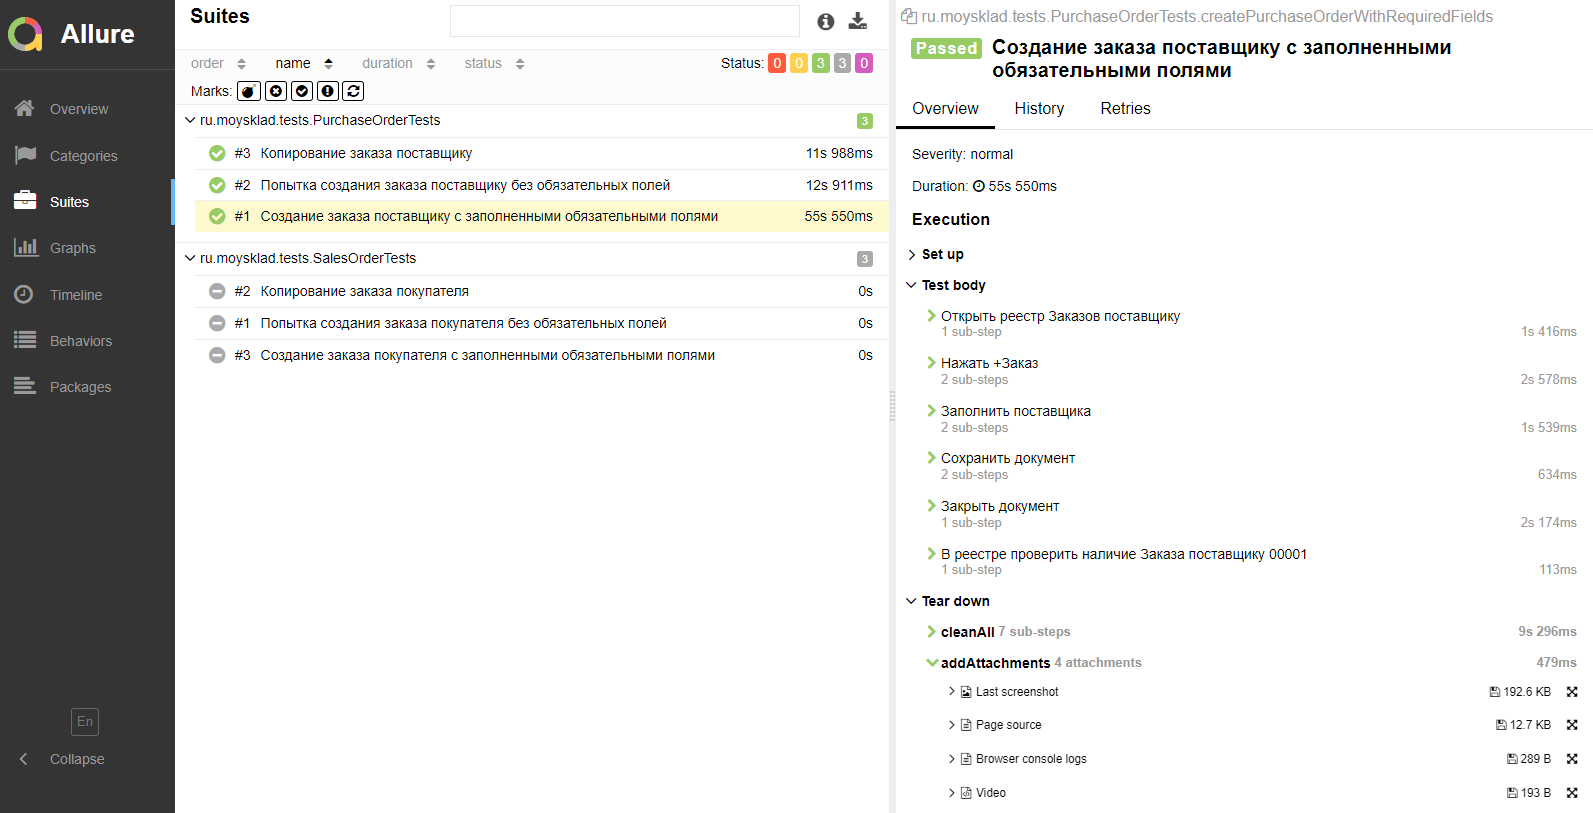 Allure
Overview
Categories
Suites
Graphs
Timeline
Behaviors
Packages
En
Collapse
Suites
order name duration status
Status: 0 0 3 3 0
Marks:
ru.moysklad.tests.PurchaseOrderTests 3
#3 Копирование заказа поставщику 11s 988ms
#2 Попытка создания заказа поставщику без обязательных полей 12s 911ms
#1 Создание заказа поставщику с заполненными обязательными полями 55s 550ms
ru.moysklad.tests.SalesOrderTests 3
#2 Копирование заказа покупателя 0s
#1 Попытка создания заказа покупателя без обязательных полей 0s
#3 Создание заказа покупателя с заполненными обязательными полями 0s
ru.moysklad.tests.PurchaseOrderTests.createPurchaseOrderWithRequiredFields
Passed Создание заказа поставщику с заполненными
обязательными полями
Overview History Retries
Severity: normal
Duration: 55s 550ms
Execution
Set up
Test body
Открыть реестр Заказов поставщику
1 sub-step 1s 416ms
Нажать +Заказ
2 sub-steps 2s 578ms
Заполнить поставщика
2 sub-steps 1s 539ms
Сохранить документ
2 sub-steps 634ms
Закрыть документ
1 sub-step 2s 174ms
В реестре проверить наличие Заказа поставщику 00001
1 sub-step 113ms
Tear down
cleanAll 7 sub-steps 9s 296ms
addAttachments 4 attachments 479ms
Last screenshot 192.6 KB
Page source 12.7 KB
Browser console logs 289 B
Video 193 B